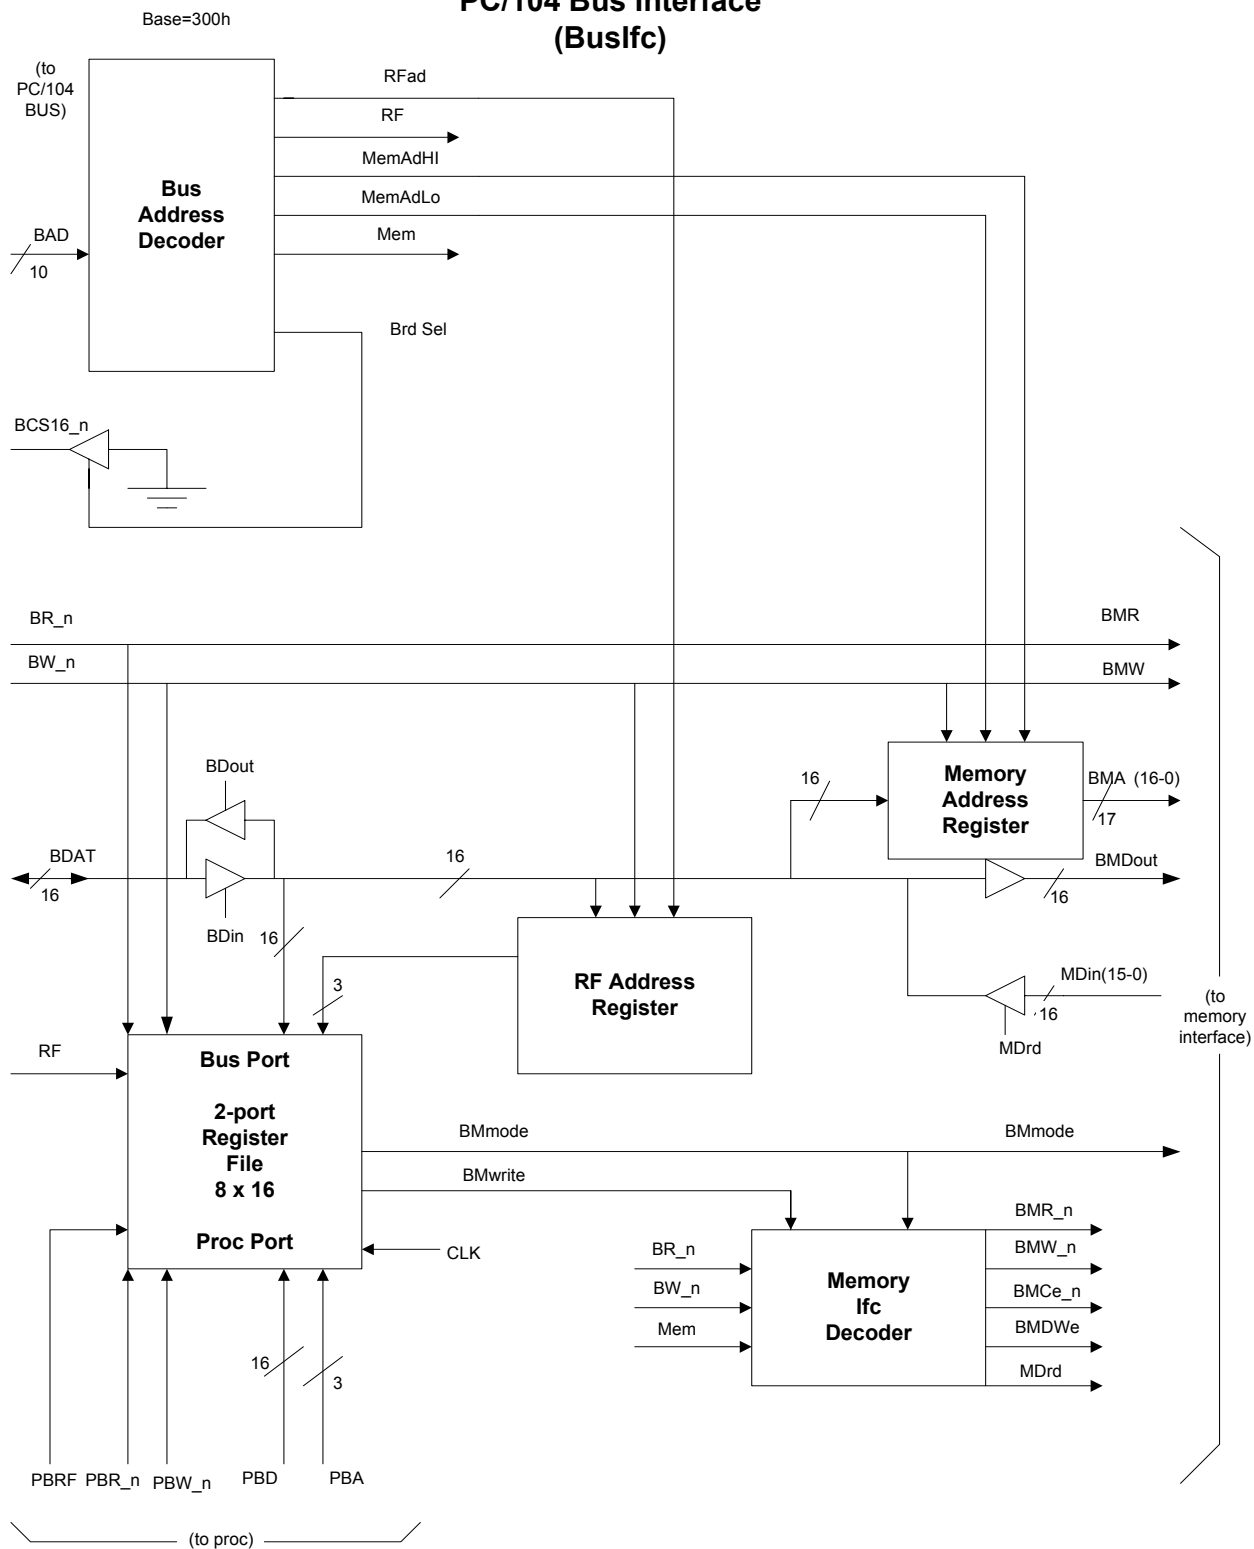 PC/104 Bus Interface
(BusIfc)
Base=300h
(to
PC/104
BUS)
RFad
RF
MemAdHI
MemAdLo
Mem
Brd Sel
Bus
Address
Decoder
BAD
10
BCS16_n
BR_n
BMR
BW_n
BMW
BDout
BDAT
16
BDin
16
16
16
Memory
Address
Register
BMA (16-0)
17
BMDout
16
MDin(15-0)
16
MDrd
(to
memory
interface)
3
RF Address
Register
RF
Bus Port
2-port
Register
File
8 x 16
Proc Port
BMmode
BMmode
BMwrite
CLK
BR_n
BW_n
Mem
Memory
Ifc
Decoder
BMR_n
BMW_n
BMCe_n
BMDWe
MDrd
16
3
PBRF
PBR_n
PBW_n
PBD
PBA
(to proc)